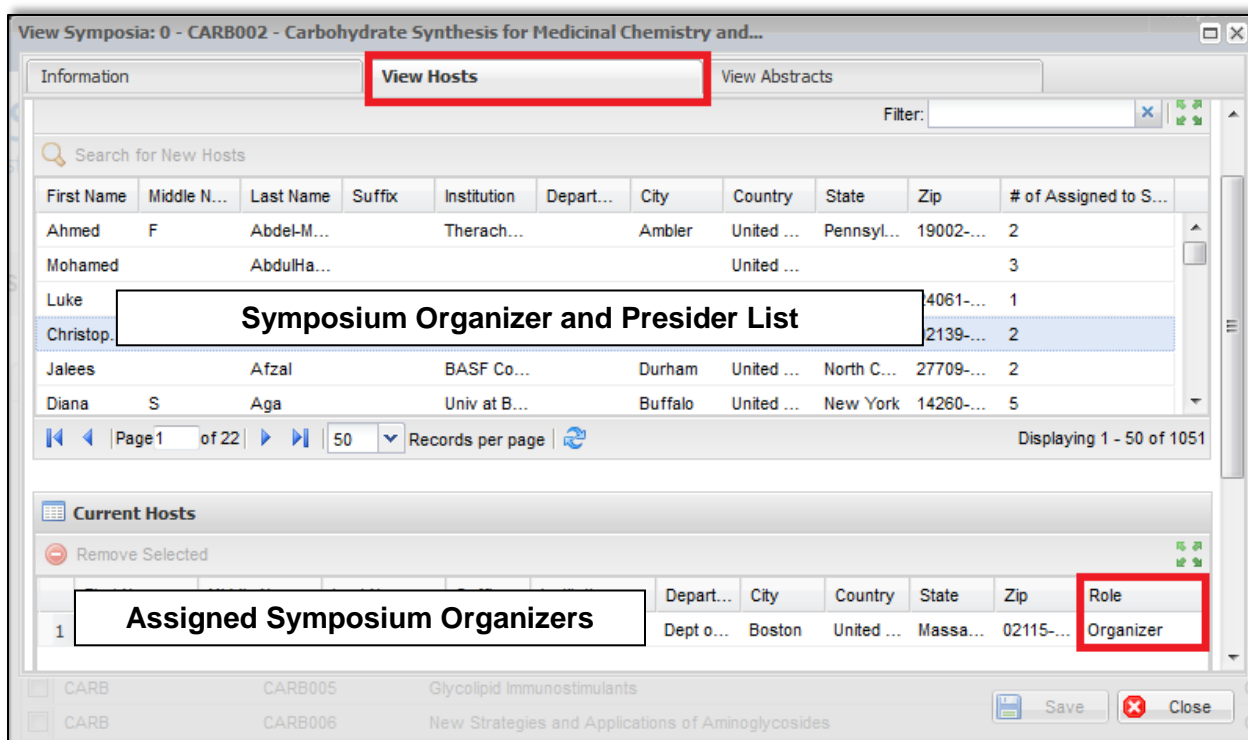 View Symposia: 0 - CARB002 - Carbohydrate Synthesis for Medicinal Chemistry and...
Information View Hosts View Abstracts
Filter:
Search for New Hosts
First Name Middle N... Last Name Suffix Institution Depart... City Country State Zip # of Assigned to S...
Ahmed F Abdel-M... Therach... Ambler United ... Pennsyl... 19002-... 2
Mohamed AbdulHa... United ... 3
Luke 24061-... 1
Symposium Organizer and Presider List
Christop. 02139-... 2
Jalees Afzal BASF Co... Durham United ... North C... 27709-... 2
Diana S Aga Univ at B... Buffalo United ... New York 14260-... 5
Page 1 of 22 50 Records per page Displaying 1 - 50 of 1051
Current Hosts
Remove Selected
Depart... City Country State Zip Role
Assigned Symposium Organizers
1 Dept o... Boston United ... Massa... 02115-... Organizer
CARB CARB005 Glycolipid Immunostimulants
CARB CARB006 New Strategies and Applications of Aminoglycosides
Save Close